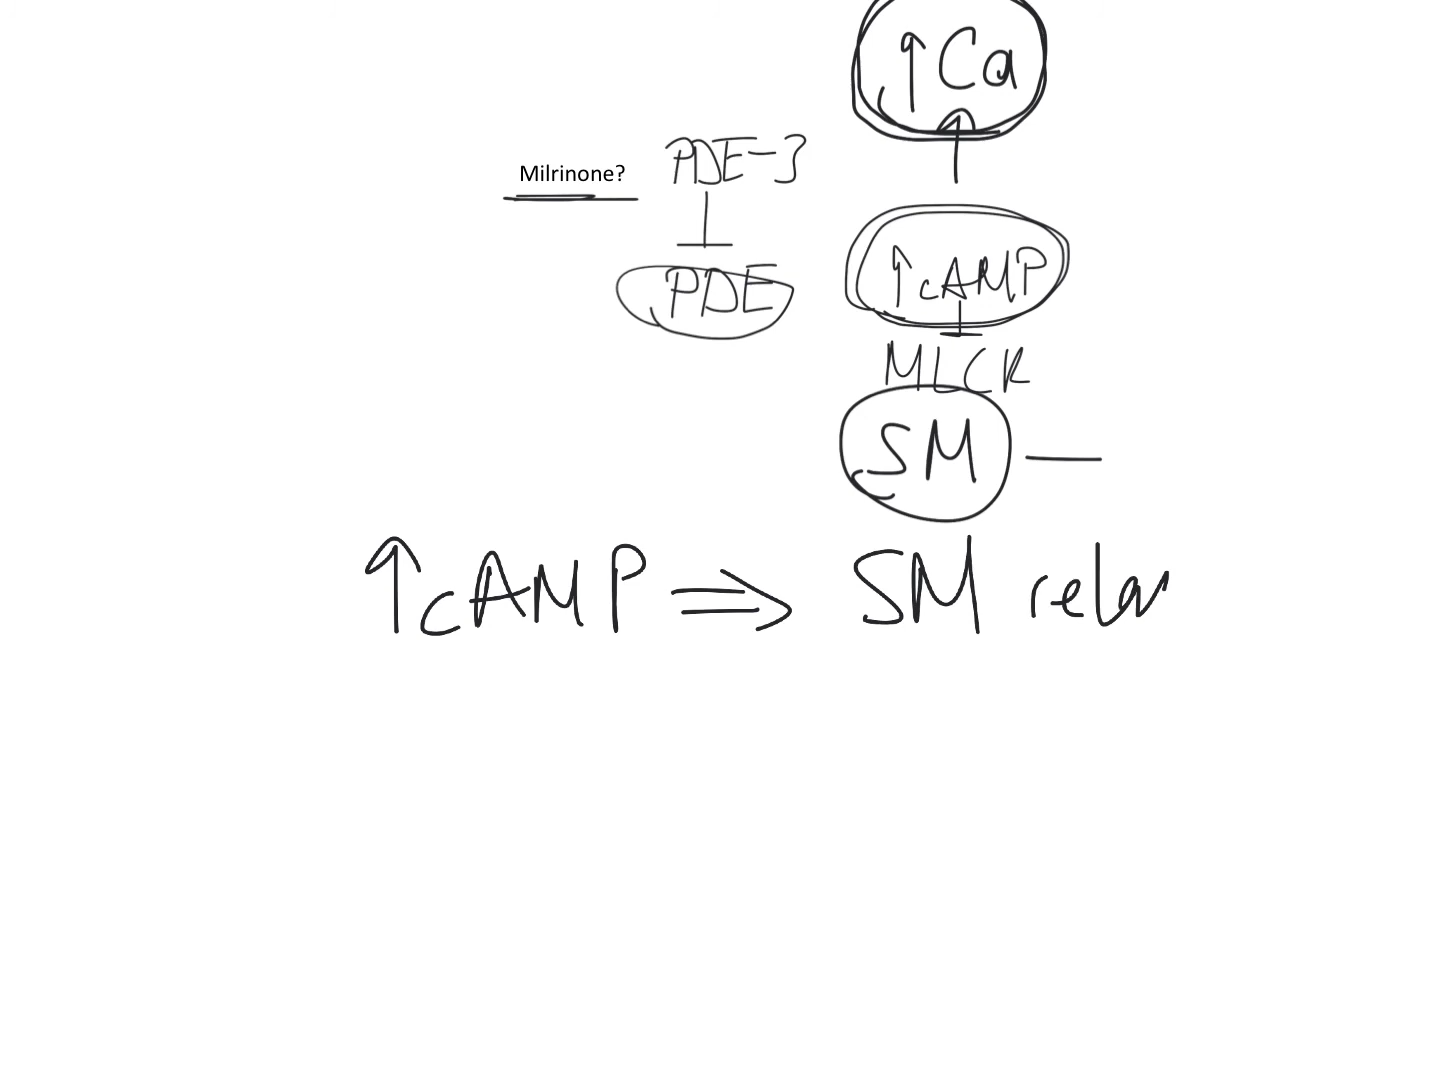 ↑Ca
Milrinone? PDE-3
PDE ↑cAMP
MLCK
SM —
↑cAMP ⇒ SM rela